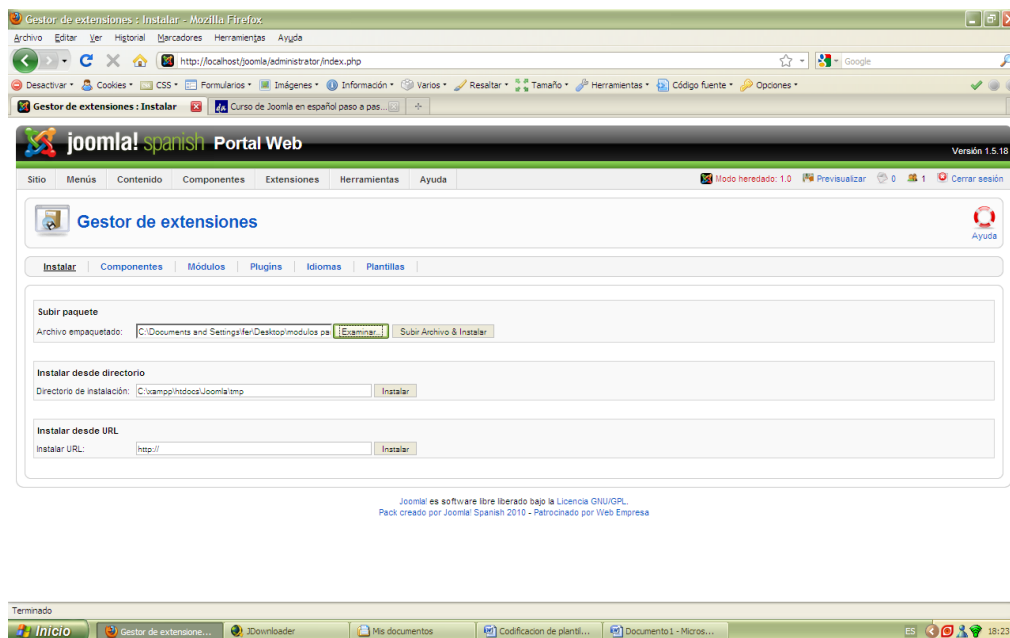 Gestor de extensiones : Instalar - Mozilla Firefox
Archivo Editar Ver Historial Marcadores Herramientas Ayuda
http://localhost/joomla/administrator/index.php
Google
Desactivar Cookies CSS Formularios Imágenes Información Varios Resaltar Tamaño Herramientas Código fuente Opciones
Gestor de extensiones : Instalar
Curso de Joomla en español paso a pas...
joomla! spanish Portal Web
Versión 1.5.18
Sitio Menús Contenido Componentes Extensiones Herramientas Ayuda
Modo heredado: 1.0 Previsualizar 0 1 Cerrar sesión
Gestor de extensiones
Ayuda
Instalar Componentes Módulos Plugins Idiomas Plantillas
Subir paquete
Archivo empaquetado: C:\Documents and Settings\fer\Desktop\modulos pa Examinar... Subir Archivo & Instalar
Instalar desde directorio
Directorio de instalación: C:\xampp\htdocs\Joomla\tmp Instalar
Instalar desde URL
Instalar URL: http:// Instalar
Joomla! es software libre liberado bajo la Licencia GNU/GPL.
Pack creado por Joomla! Spanish 2010 - Patrocinado por Web Empresa
Terminado
Inicio Gestor de extensione... JDownloader Mis documentos Codificacion de plantil... Documento1 - Micros... ES 18:23